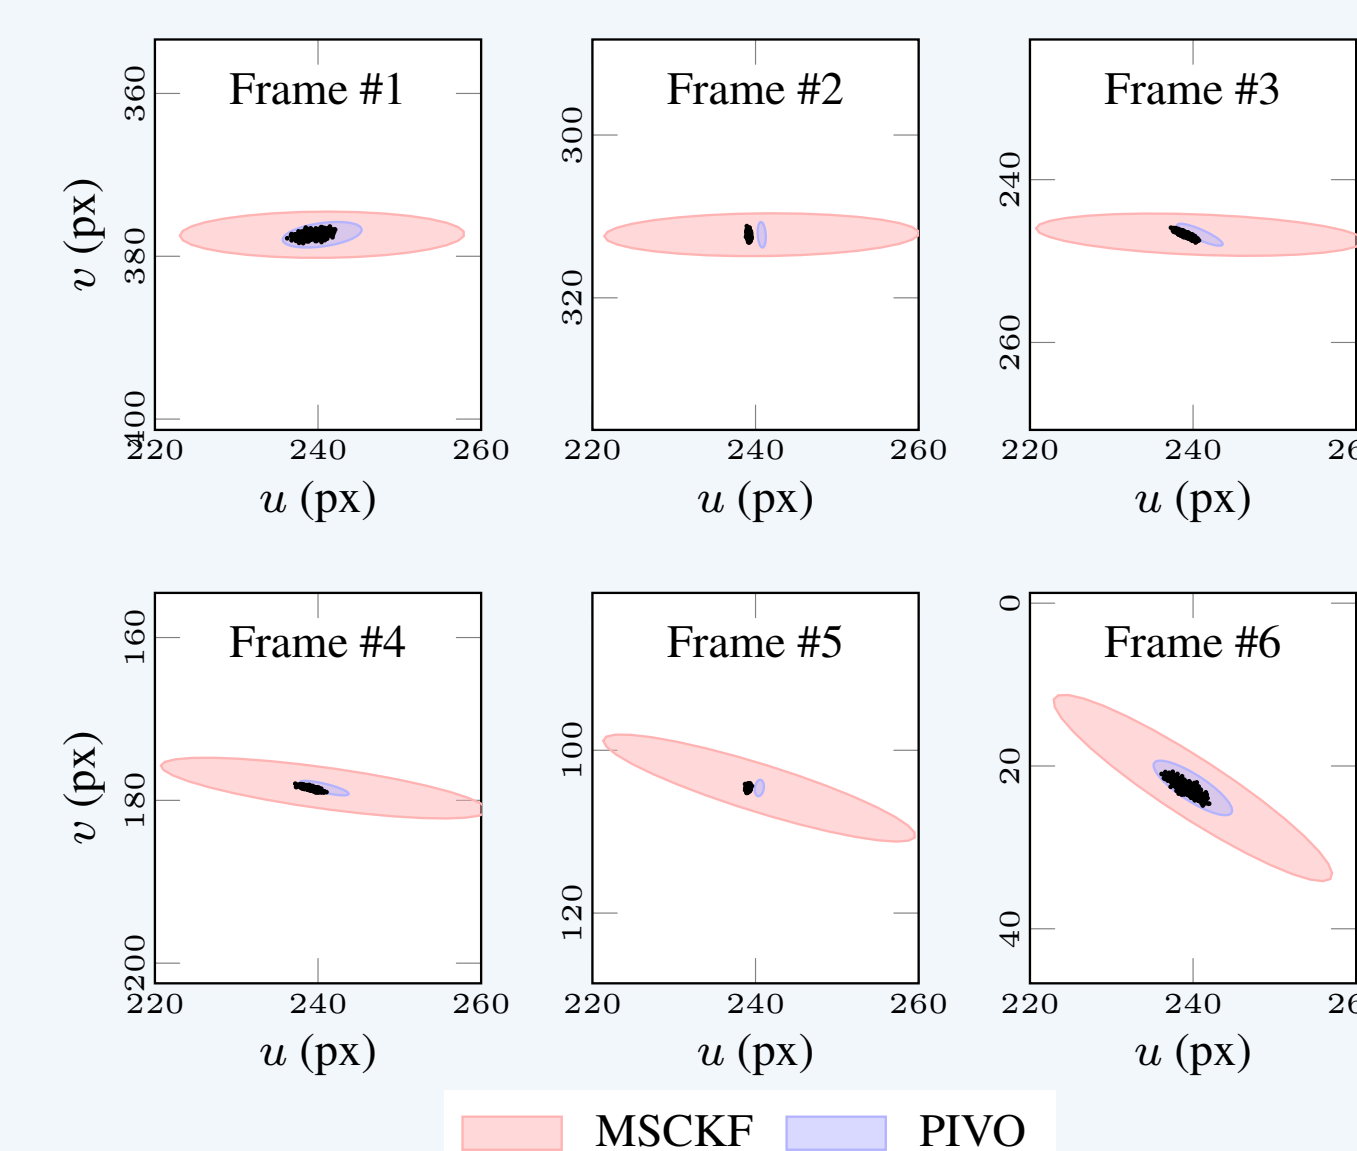 Frame #1 Frame #2 Frame #3
360 380 400 300 320 240 260
v (px)
220 240 260 220 240 260 220 240 26
u (px) u (px) u (px)
Frame #4 Frame #5 Frame #6
160 180 200 100 120 0 20 40
v (px)
220 240 260 220 240 260 220 240 26
u (px) u (px) u (px)
MSCKF PIVO